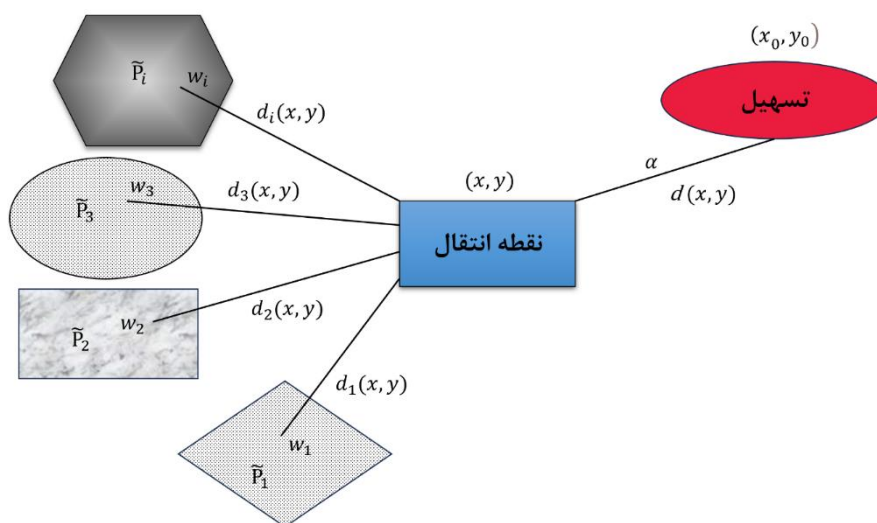 (x₀, y₀)
تسهیل
P̃ᵢ
wᵢ
dᵢ(x, y)
α
d(x, y)
(x, y)
نقطه انتقال
w₃
P̃₃
d₃(x, y)
w₂
P̃₂
d₂(x, y)
d₁(x, y)
w₁
P̃₁